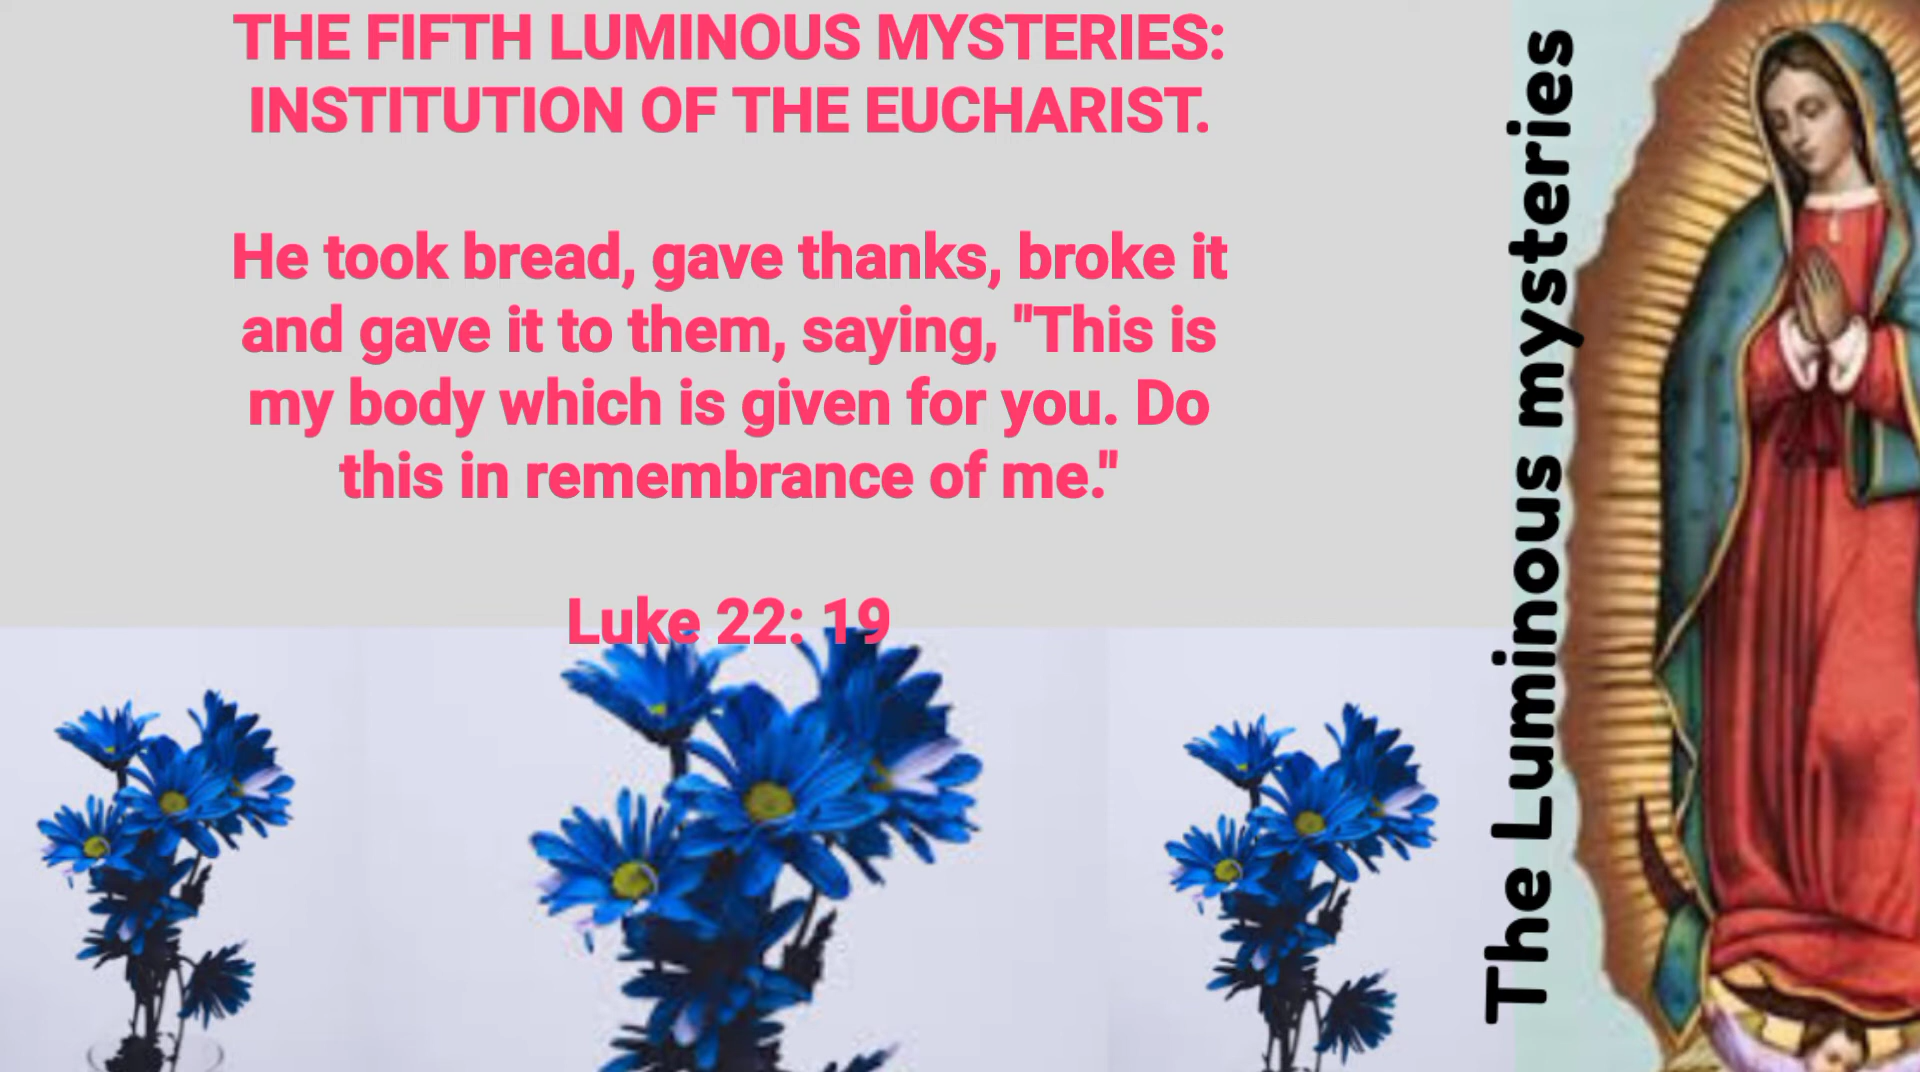 THE FIFTH LUMINOUS MYSTERIES:
INSTITUTION OF THE EUCHARIST.
He took bread, gave thanks, broke it
and gave it to them, saying, "This is
my body which is given for you. Do
this in remembrance of me."
Luke 22: 19
The Luminous mysteries